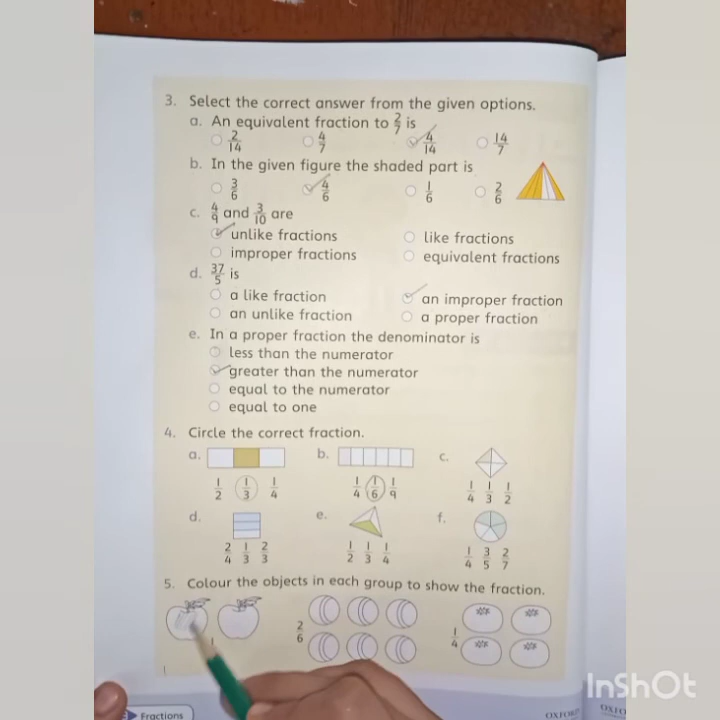 3. Select the correct answer from the given options.
a. An equivalent fraction to 2/7 is
2/14 4/7 4/14 14/7
b. In the given figure the shaded part is
3/6 4/6 1/6 2/6
c. 4/9 and 3/10 are
unlike fractions like fractions
improper fractions equivalent fractions
d. 37/5 is
a like fraction an improper fraction
an unlike fraction a proper fraction
e. In a proper fraction the denominator is
less than the numerator
greater than the numerator
equal to the numerator
equal to one
4. Circle the correct fraction.
a. b. c.
1/2 1/3 1/4 1/4 1/6 1/9 1/4 1/3 1/2
d. e. f.
2/4 1/3 2/3 1/2 1/3 1/4 1/4 3/5 2/7
5. Colour the objects in each group to show the fraction.
2/6 1/4
Fractions
OXFO
InShOt